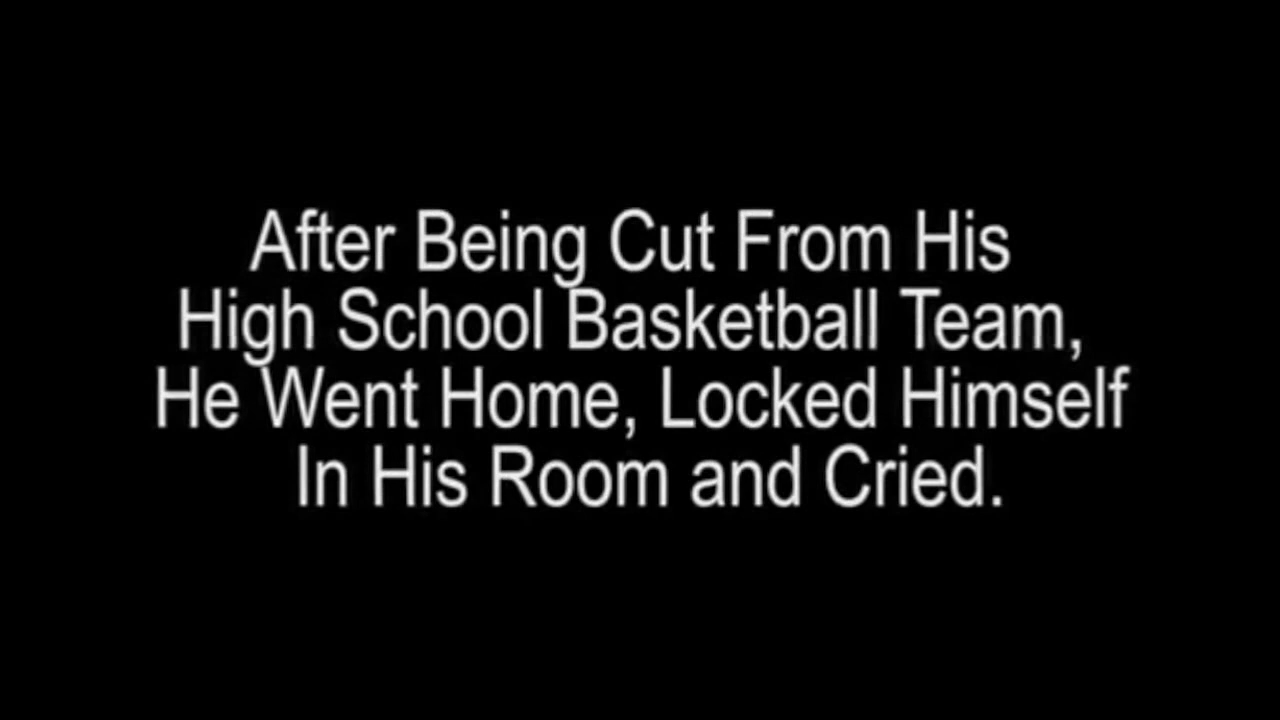 After Being Cut From His
High School Basketball Team,
He Went Home, Locked Himself
In His Room and Cried.